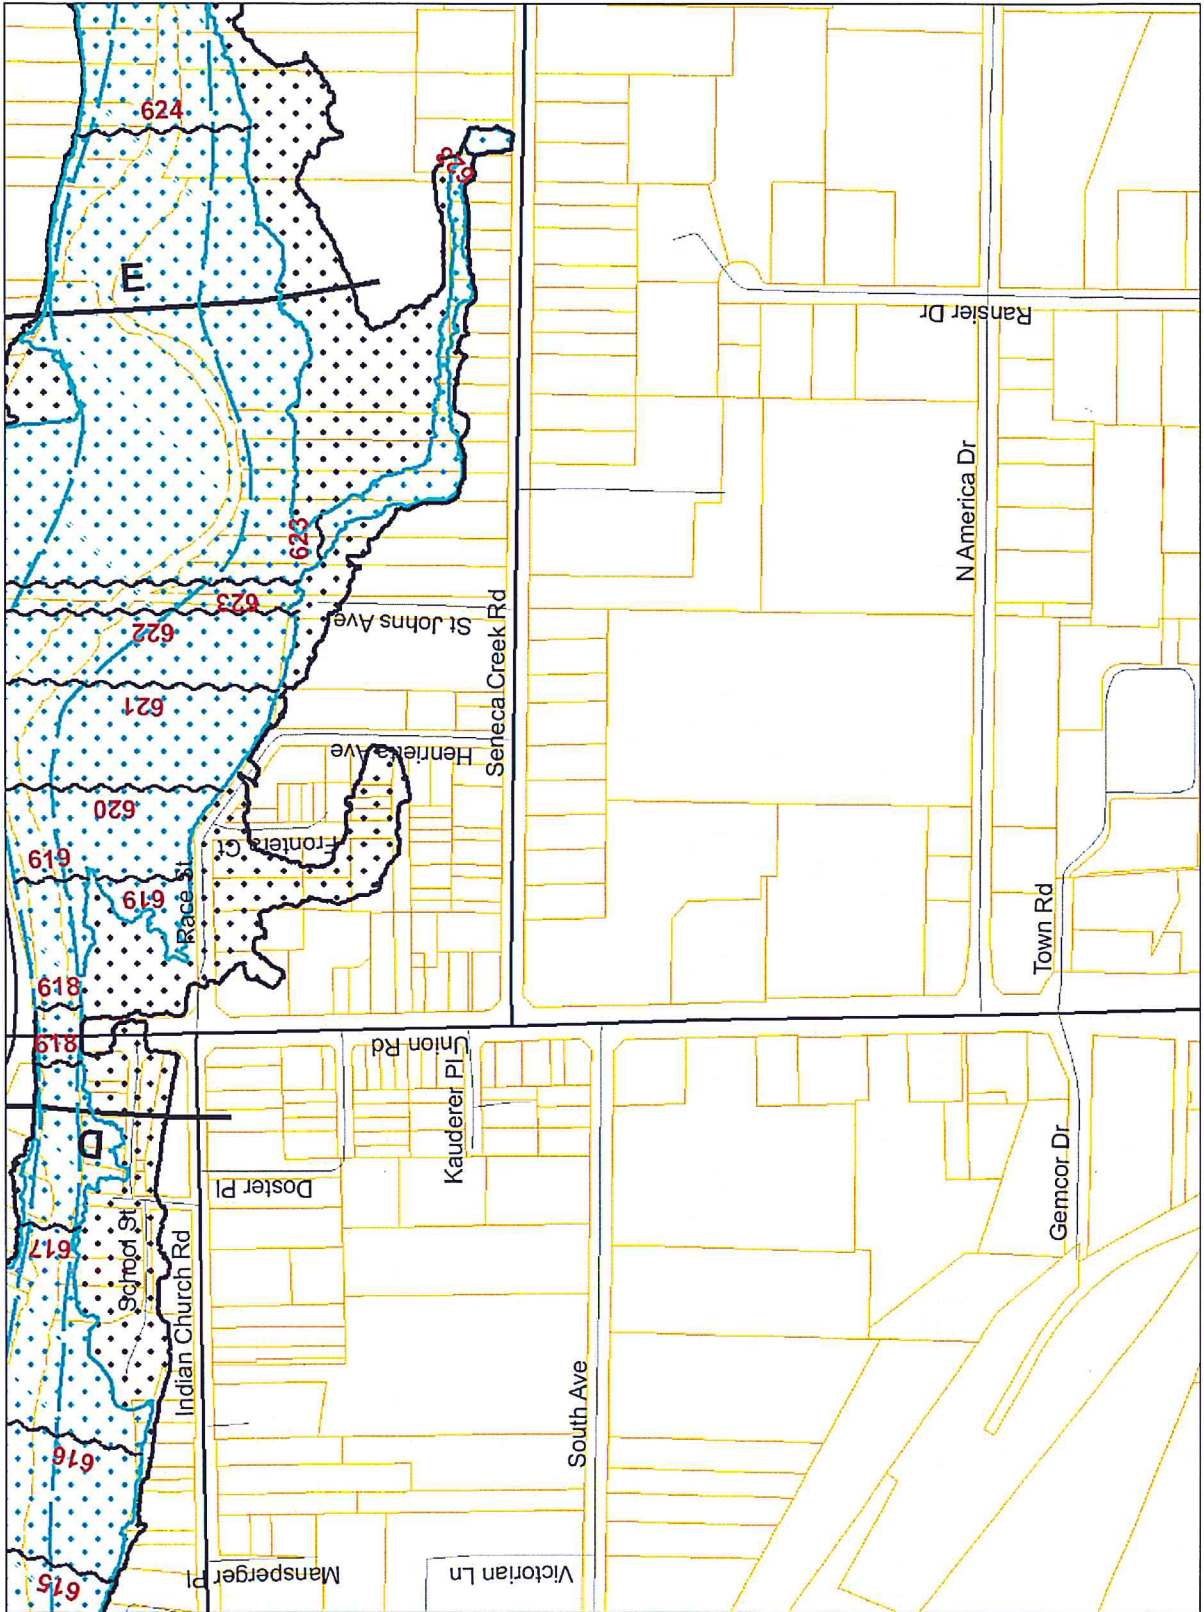 624
E
Ransier Dr
N America Dr
623
623
St Johns Ave
622
Seneca Creek Rd
621
Henrietta Ave
620
Frontera Ct
619
619
Race St
Town Rd
618
618
Union Rd
Kauderer Pl
D
Doster Pl
Gemcor Dr
617
School St
Indian Church Rd
South Ave
616
615
Mansperger Pl
Victorian Ln